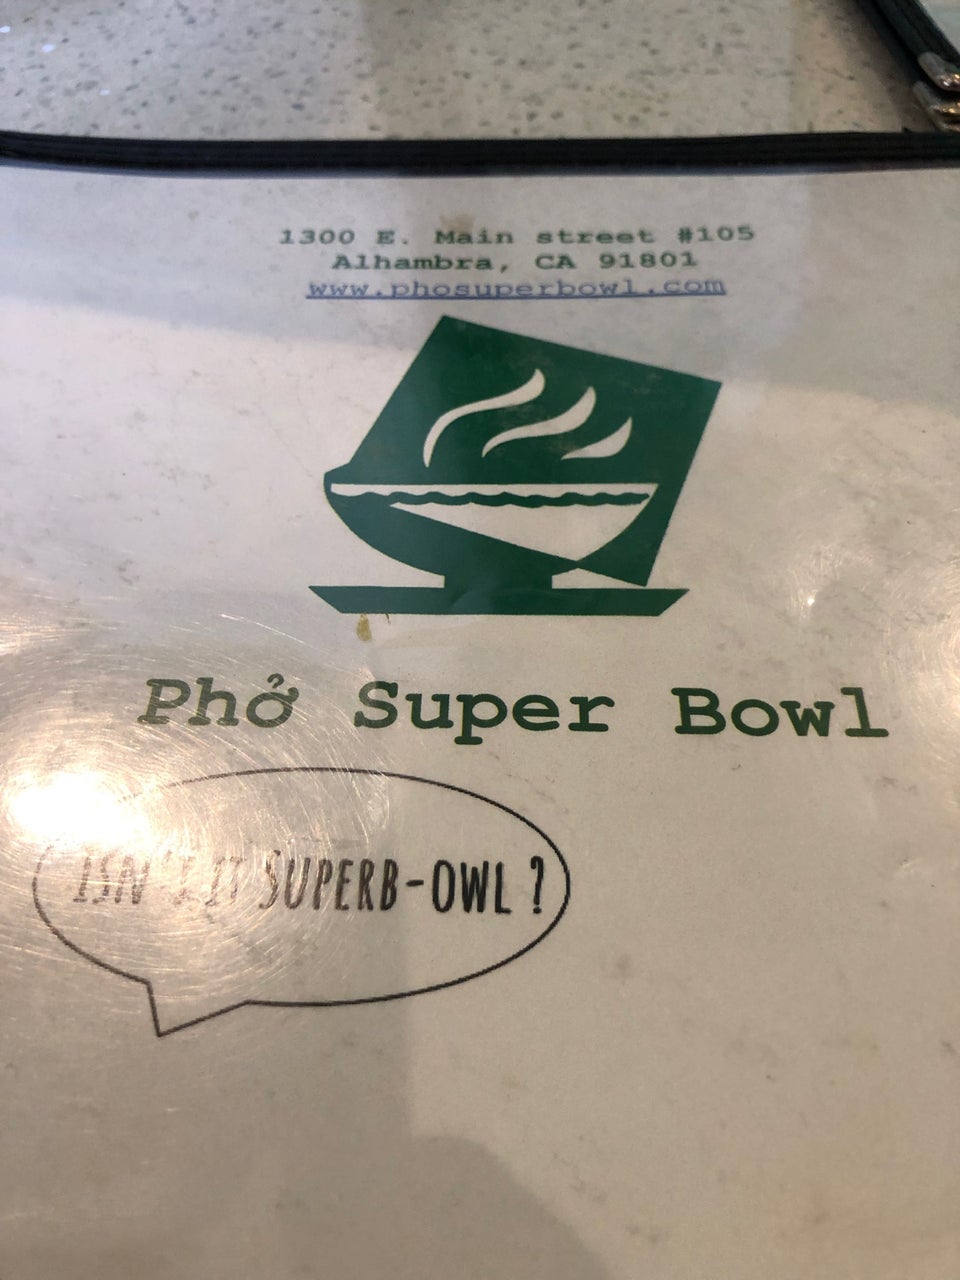 1300 E. Main street #105
Alhambra, CA 91801
www.phosuperbowl.com
Phở Super Bowl
ISN'T IT SUPERB-OWL ?